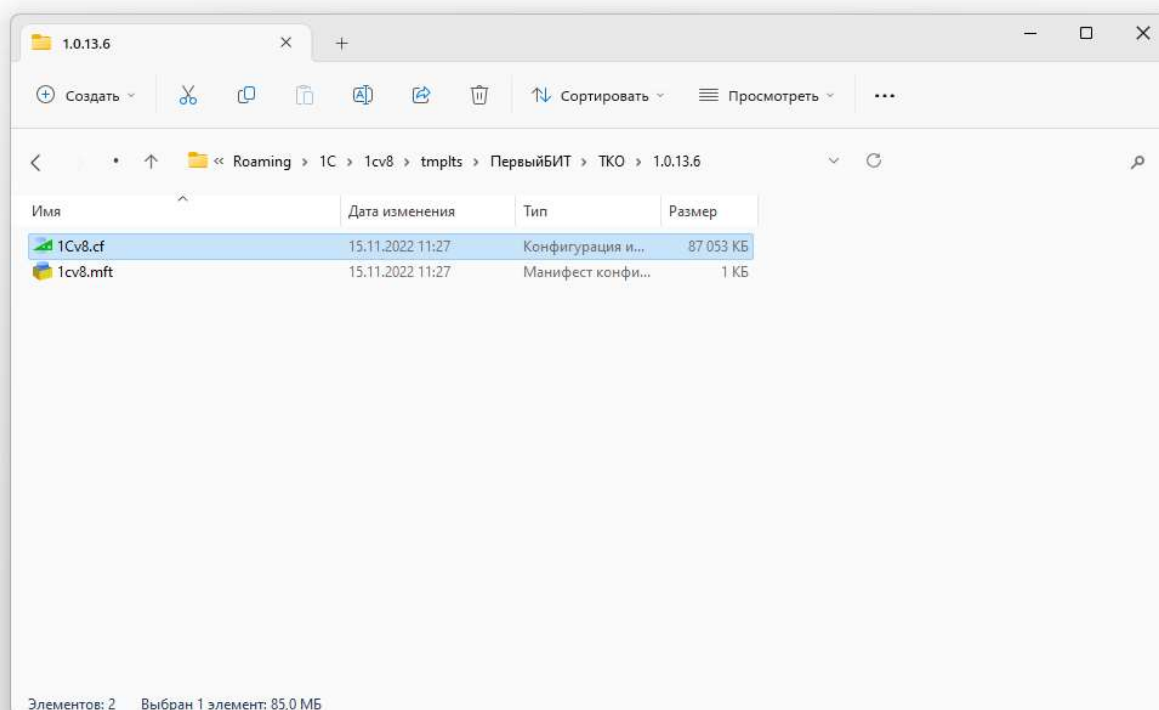 1.0.13.6
Создать
Сортировать
Просмотреть
« Roaming > 1C > 1cv8 > tmplts > ПервыйБИТ > ТКО > 1.0.13.6
Имя Дата изменения Тип Размер
1Cv8.cf 15.11.2022 11:27 Конфигурация и... 87 053 КБ
1cv8.mft 15.11.2022 11:27 Манифест конфи... 1 КБ
Элементов: 2 Выбран 1 элемент: 85,0 МБ